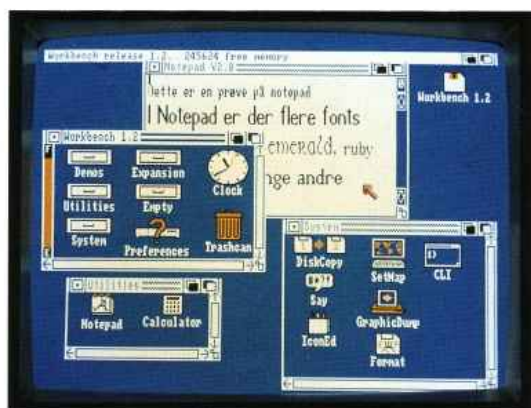 Workbench release 1.2. 245624 free memory
Notepad V2.0
Dette er en prøve på notepad
I Notepad er der flere fonts
emerald, ruby
nge andre
Workbench 1.2
Workbench 1.2
Demos
Expansion
Clock
Utilities
Empty
System
Preferences
Trashcan
System
DiskCopy
SetMap
CLI
Say
GraphicDump
IconEd
Format
Utilities
Notepad
Calculator